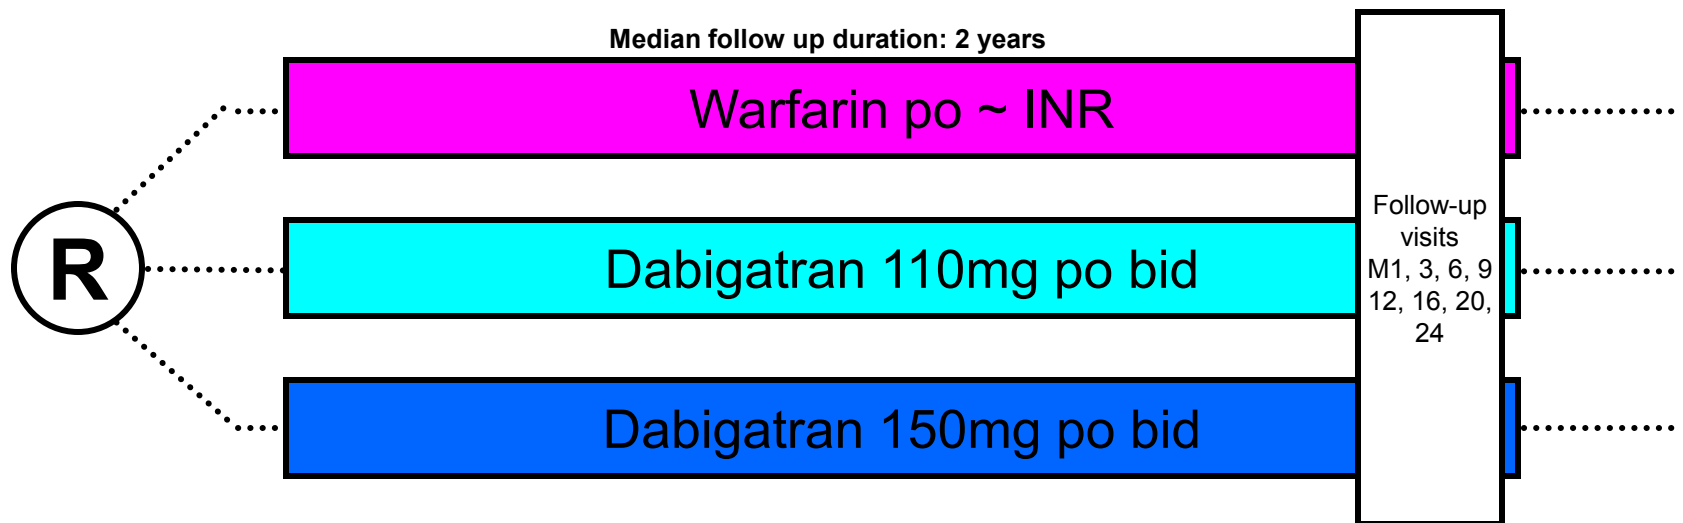 Median follow up duration: 2 years
Warfarin po ~ INR
R
Dabigatran 110mg po bid
Dabigatran 150mg po bid
Follow-up
visits
M1, 3, 6, 9
12, 16, 20,
24